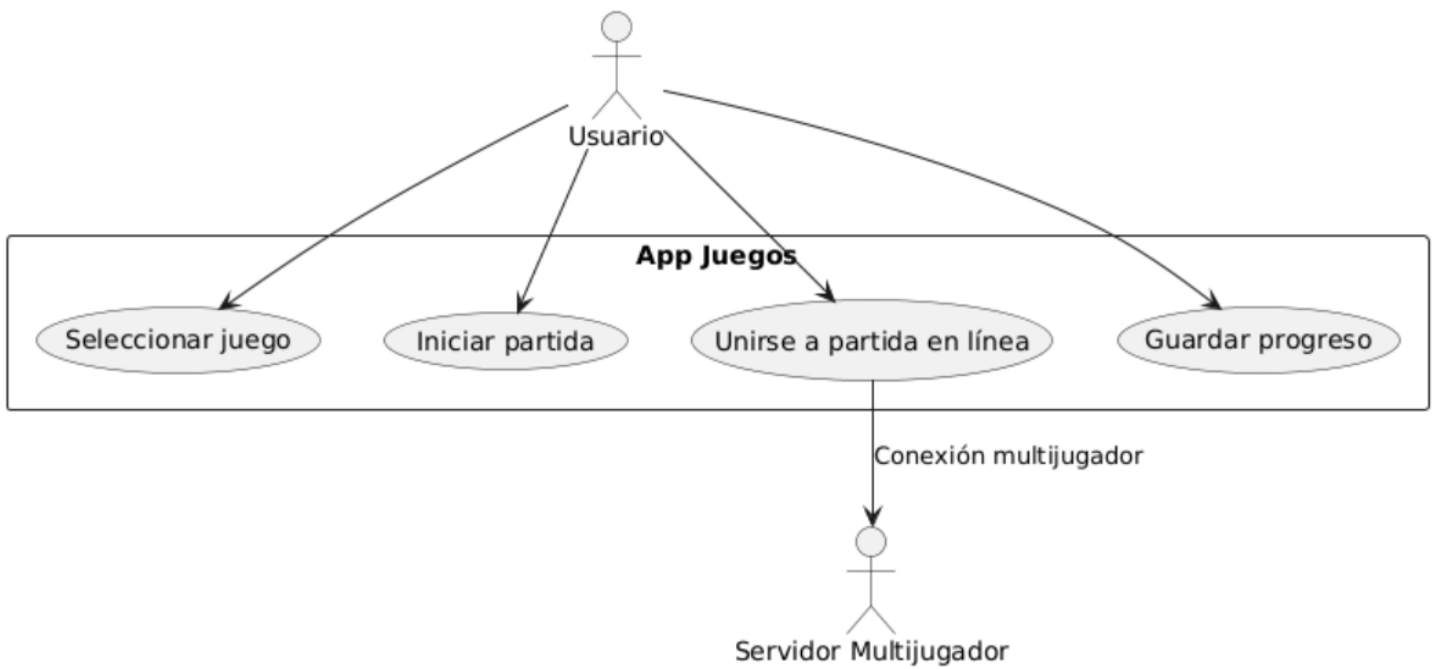 Usuario
App Juegos
Seleccionar juego
Iniciar partida
Unirse a partida en línea
Guardar progreso
Conexión multijugador
Servidor Multijugador